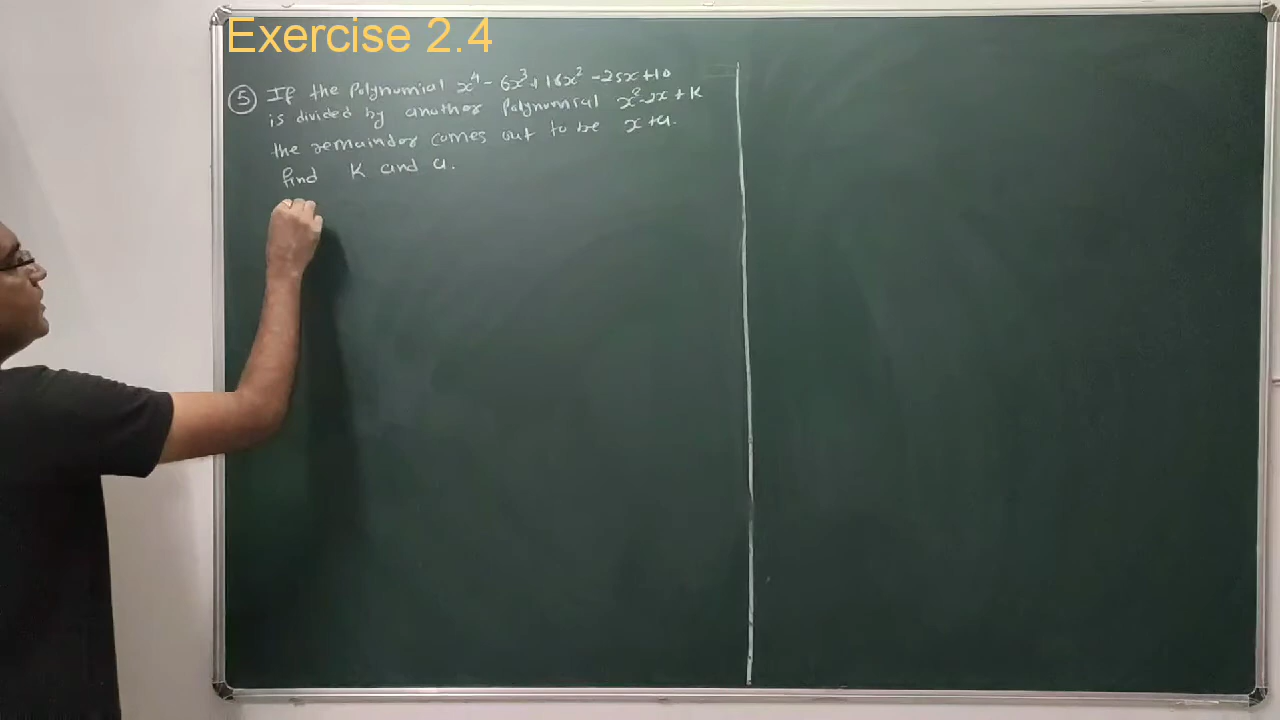 Exercise 2.4
⑤ If the Polynomial x⁴ - 6x³ + 16x² - 25x + 10
is divided by another Polynomial x² - 2x + K
the remainder comes out to be x + a.
find K and a.